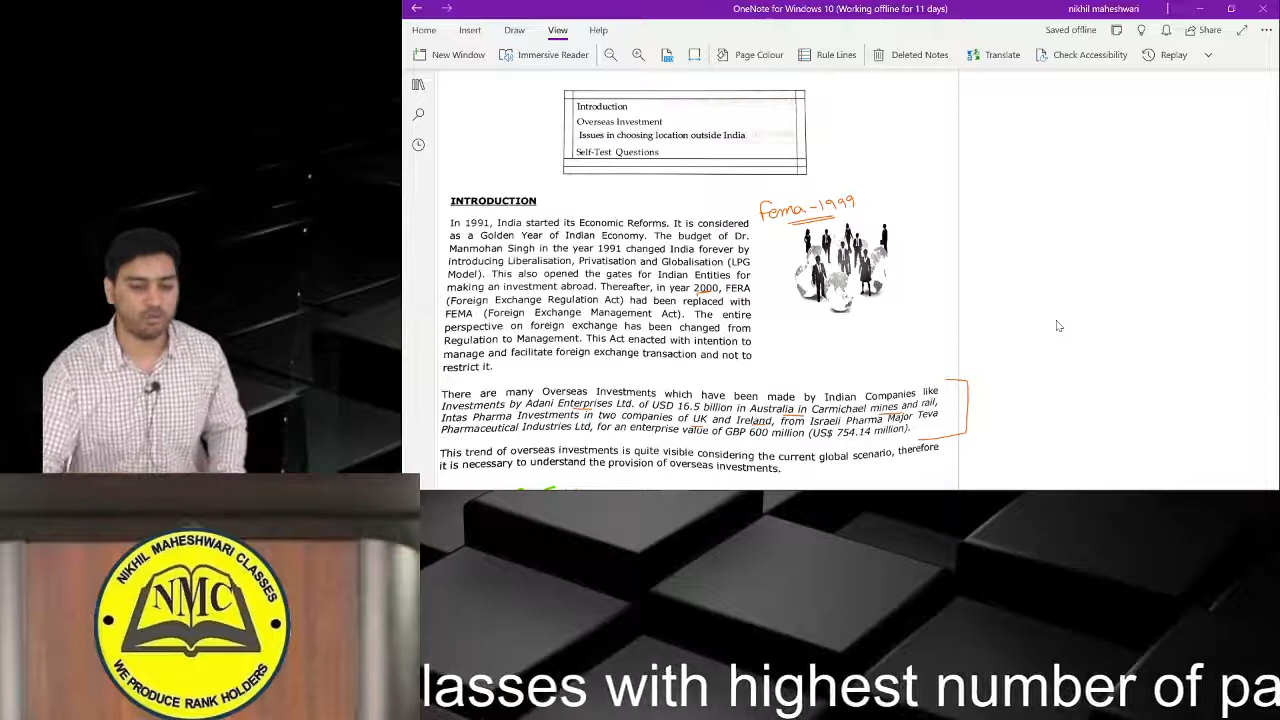 OneNote for Windows 10 (Working offline for 11 days)
nikhil maheshwari
Home Insert Draw View Help
Saved offline
Share
New Window Immersive Reader Page Colour Rule Lines Deleted Notes Translate Check Accessibility Replay
Introduction
Overseas Investment
Issues in choosing location outside India
Self-Test Questions
INTRODUCTION
Fema-1999
In 1991, India started its Economic Reforms. It is considered
as a Golden Year of Indian Economy. The budget of Dr.
Manmohan Singh in the year 1991 changed India forever by
introducing Liberalisation, Privatisation and Globalisation (LPG
Model). This also opened the gates for Indian Entities for
making an investment abroad. Thereafter, in year 2000, FERA
(Foreign Exchange Regulation Act) had been replaced with
FEMA (Foreign Exchange Management Act). The entire
perspective on foreign exchange has been changed from
Regulation to Management. This Act enacted with intention to
manage and facilitate foreign exchange transaction and not to
restrict it.
There are many Overseas Investments which have been made by Indian Companies like
Investments by Adani Enterprises Ltd. of USD 16.5 billion in Australia in Carmichael mines and rail,
Intas Pharma Investments in two companies of UK and Ireland, from Israeli Pharma Major Teva
Pharmaceutical Industries Ltd, for an enterprise value of GBP 600 million (US$ 754.14 million).
This trend of overseas investments is quite visible considering the current global scenario, therefore
it is necessary to understand the provision of overseas investments.
NIKHIL MAHESHWARI CLASSES
NMC
WE PRODUCE RANK HOLDERS
lasses with highest number of pa